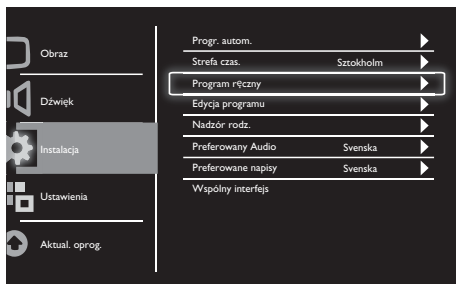 Obraz
Dźwięk
Instalacja
Ustawienia
Aktual. oprog.
Progr. autom.
Strefa czas. Sztokholm
Program ręczny
Edycja programu
Nadzór rodz.
Preferowany Audio Svenska
Preferowane napisy Svenska
Wspólny interfejs